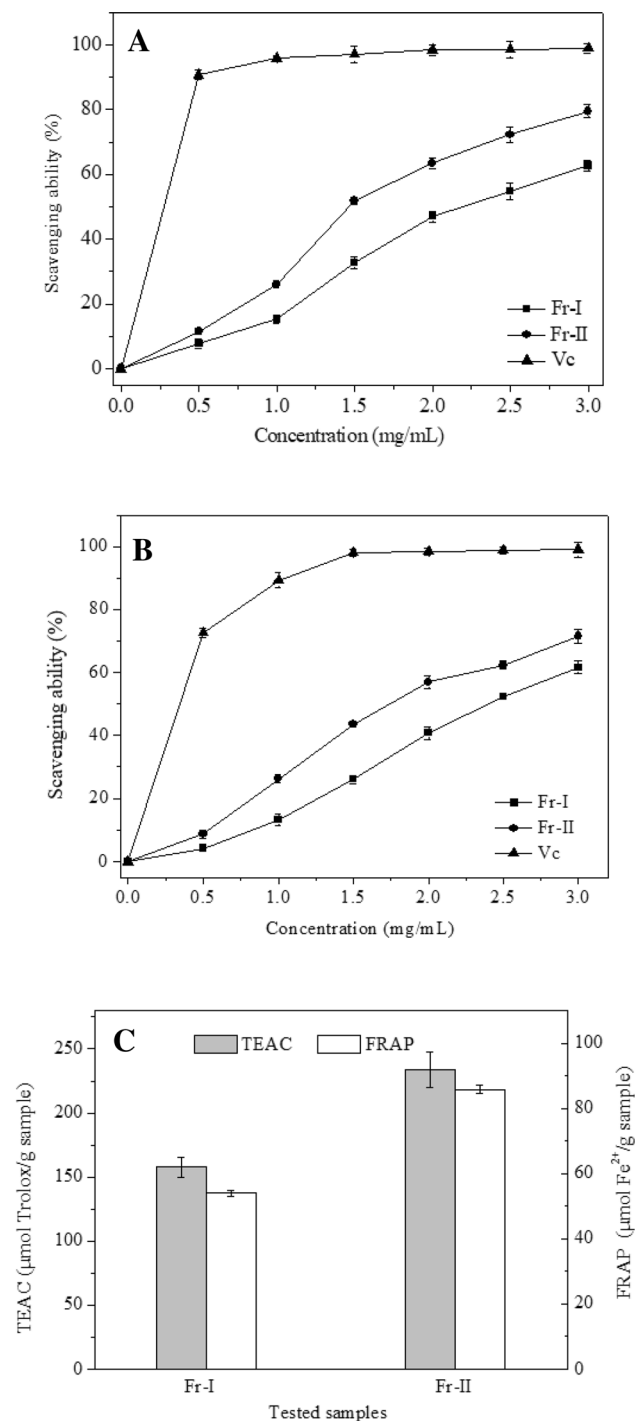 A
100
80
60
40
20
0
Scavenging ability (%)
Fr-I
Fr-II
Vc
0.0 0.5 1.0 1.5 2.0 2.5 3.0
Concentration (mg/mL)
B
100
80
60
40
20
0
Scavenging ability (%)
Fr-I
Fr-II
Vc
0.0 0.5 1.0 1.5 2.0 2.5 3.0
Concentration (mg/mL)
C
TEAC FRAP
250
200
150
100
50
0
TEAC (μmol Trolox/g sample)
100
80
60
40
20
0
FRAP (μmol Fe²⁺/g sample)
Fr-I Fr-II
Tested samples